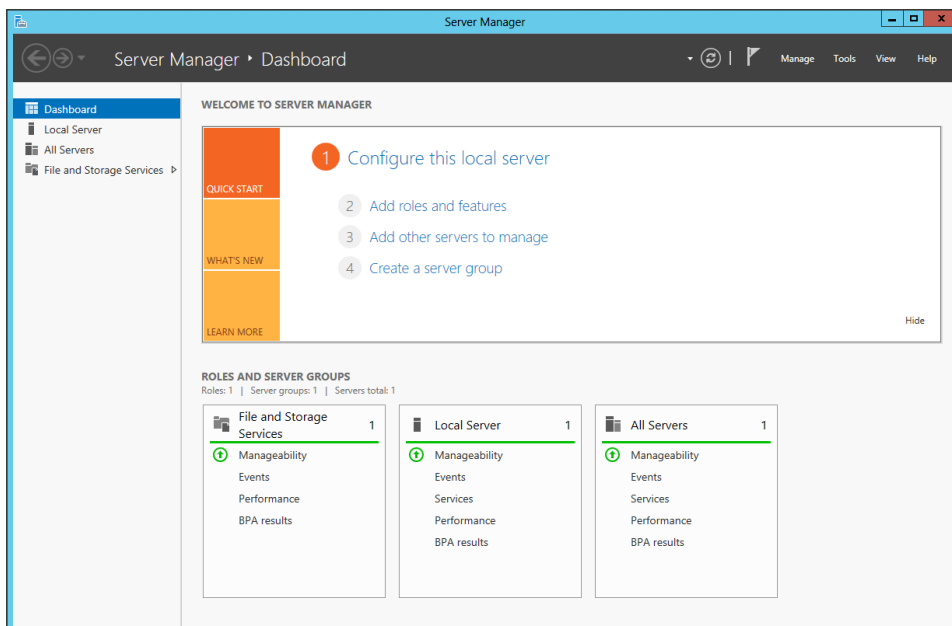 Server Manager
Server Manager • Dashboard
Manage Tools View Help
Dashboard
Local Server
All Servers
File and Storage Services
WELCOME TO SERVER MANAGER
QUICK START
WHAT'S NEW
LEARN MORE
1 Configure this local server
2 Add roles and features
3 Add other servers to manage
4 Create a server group
Hide
ROLES AND SERVER GROUPS
Roles: 1 | Server groups: 1 | Servers total: 1
File and Storage
Services 1
Manageability
Events
Performance
BPA results
Local Server 1
Manageability
Events
Services
Performance
BPA results
All Servers 1
Manageability
Events
Services
Performance
BPA results